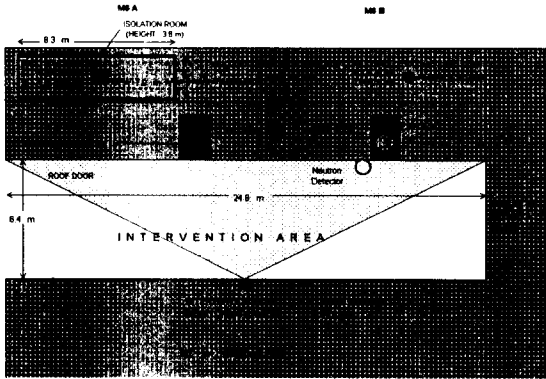 MS A
MS B
ISOLATION ROOM
(HEIGHT 3.8 m)
8.3 m
ROOF DOOR
Neutron
Detector
24.8 m
6.4 m
INTERVENTION AREA